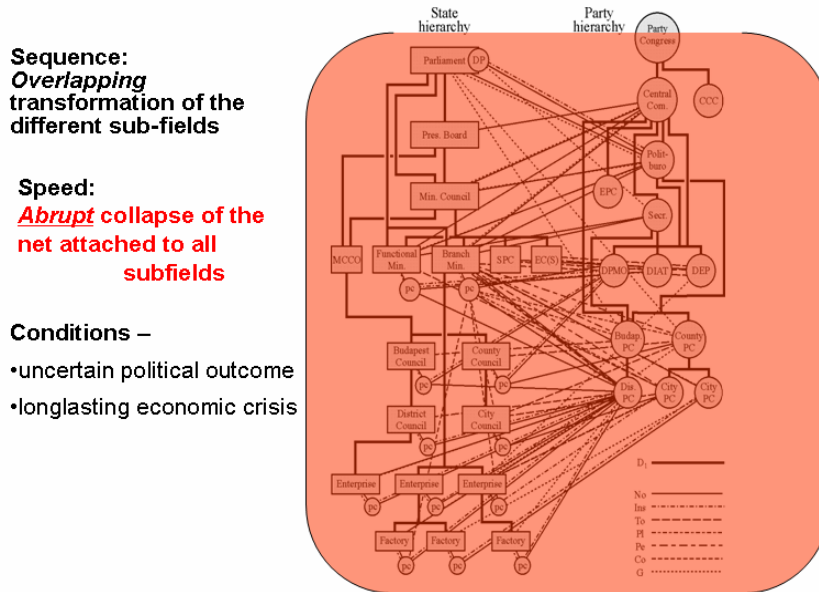 Sequence:
Overlapping
transformation of the
different sub-fields
Speed:
Abrupt collapse of the
net attached to all
subfields
Conditions –
•uncertain political outcome
•longlasting economic crisis
State
hierarchy
Party
hierarchy
Party
Congress
Parliament
DP
Central
Com.
CCC
Pres. Board
Polit-
buro
Min. Council
EPC
Secr.
MCCO
Functional
Min.
Branch
Min.
SPC
EC(S)
DPMO
DIAT
DEP
pc
pc
Budap.
PC
County
PC
Budapest
Council
County
Council
pc
pc
Dis.
PC
City
PC
City
PC
District
Council
City
Council
pc
pc
Enterprise
Enterprise
Enterprise
pc
pc
pc
Factory
Factory
Factory
pc
pc
pc
D₁
No
Ins
To
Pl
Pe
Co
G